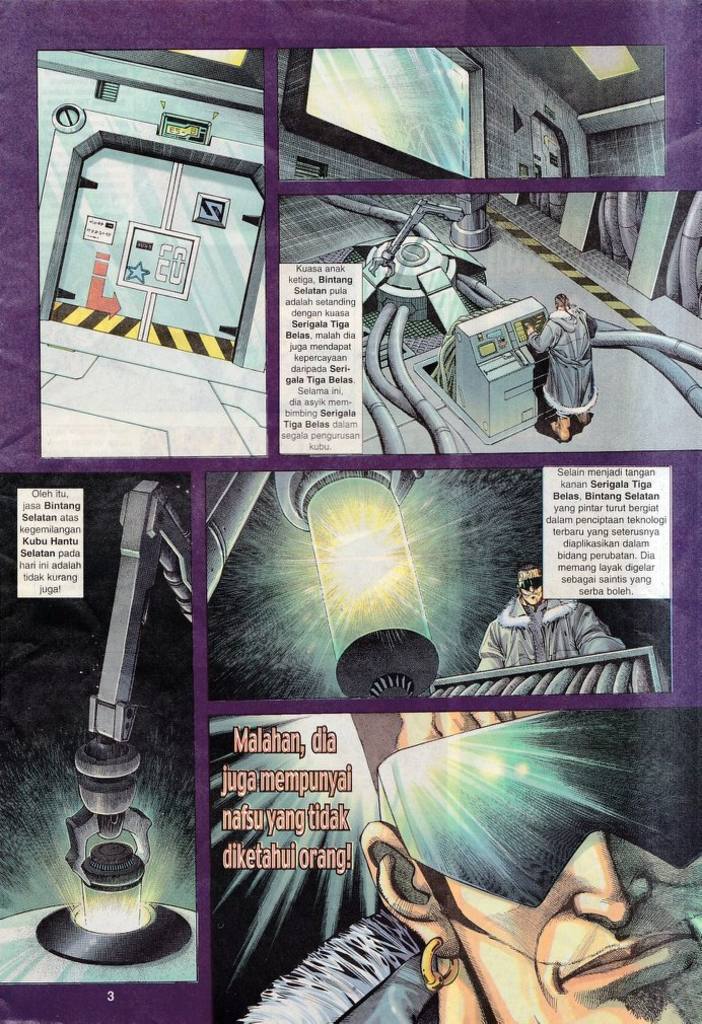 Kuasa anak
ketiga, Bintang
Selatan pula
adalah setanding
dengan kuasa
Serigala Tiga
Belas, malah dia
juga mendapat
kepercayaan
daripada Seri-
gala Tiga Belas.
Selama ini,
dia asyik mem-
bimbing Serigala
Tiga Belas dalam
segala pengurusan
kubu.
Oleh itu,
jasa Bintang
Selatan atas
kegemilangan
Kubu Hantu
Selatan pada
hari ini adalah
tidak kurang
juga!
Selain menjadi tangan
kanan Serigala Tiga
Belas, Bintang Selatan
yang pintar turut bergiat
dalam penciptaan teknologi
terbaru yang seterusnya
diaplikasikan dalam
bidang perubatan. Dia
memang layak digelar
sebagai saintis yang
serba boleh.
Malahan, dia
juga mempunyai
nafsu yang tidak
diketahui orang!
3